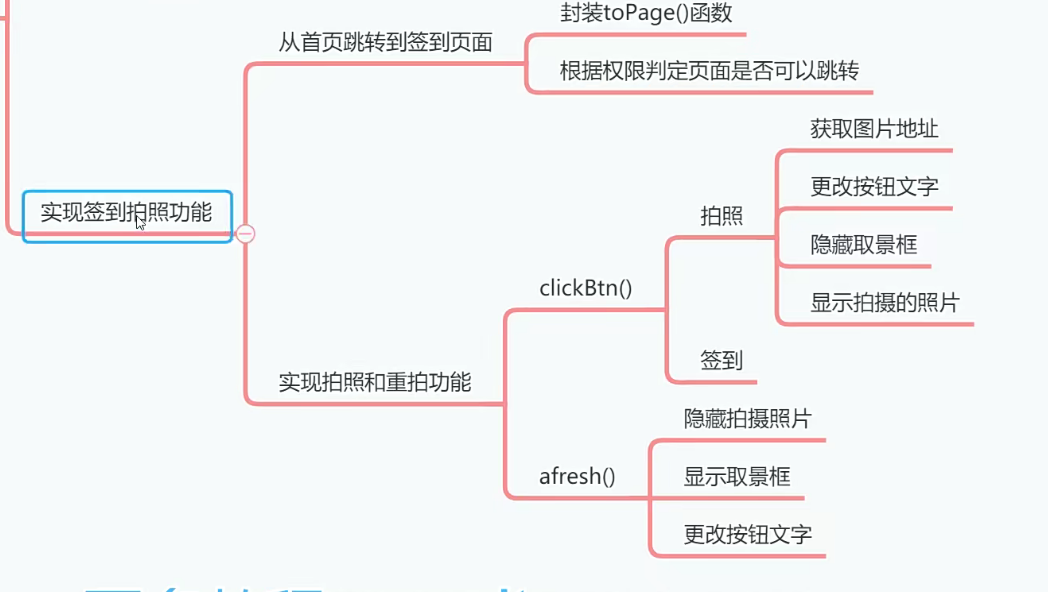 封装toPage()函数
从首页跳转到签到页面
根据权限判定页面是否可以跳转
获取图片地址
更改按钮文字
实现签到拍照功能
拍照
隐藏取景框
clickBtn()
显示拍摄的照片
签到
实现拍照和重拍功能
隐藏拍摄照片
afresh()
显示取景框
更改按钮文字